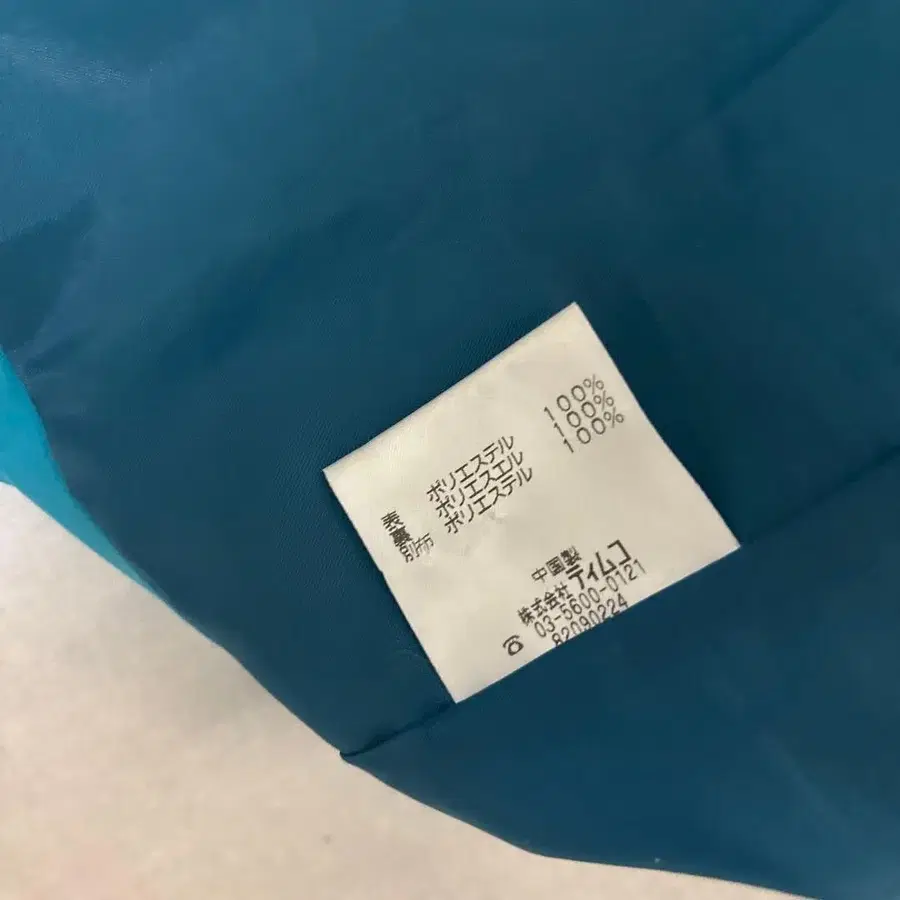 表 ポリエステル 100%
裏 ポリエスエル 100%
別布 ポリエステル 100%
中国製
株式会社 ティムコ
☎ 03-5600-0121
82090224